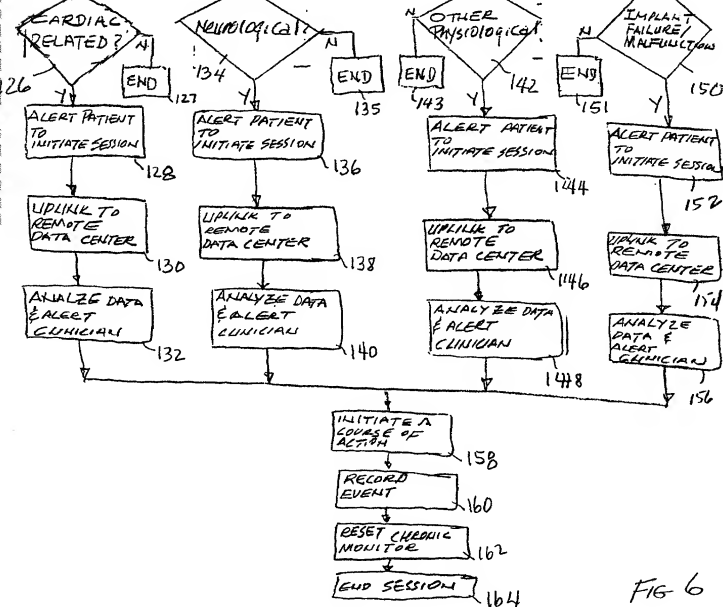 CARDIAC
RELATED?
N
126
END
127
Y
ALERT PATIENT
TO
INITIATE SESSION
128
UPLINK TO
REMOTE
DATA CENTER
130
ANALZE DATA
& ALERT
CLINICIAN
132
Neurological?
134
N
END
135
Y
ALERT PATIENT
TO
INITIATE SESSION
136
UPLINK TO
REMOTE
DATA CENTER
138
ANALYZE DATA
& ALERT
CLINICIAN
140
OTHER
Physiological
N
END
143
142
Y
ALERT PATIENT
TO
INITIATE SESSION
144
UPLINK TO
REMOTE
DATA CENTER
146
ANALYZE DATA
& ALERT
CLINICIAN
148
IMPLANT
FAILURE/
MALFUNCTION
N
END
151
150
Y
ALERT PATIENT
TO
INITIATE SESSION
152
UPLINK TO
REMOTE
DATA CENTER
154
ANALYZE
DATA &
ALERT
CLINICIAN
156
INITIATE A
COURSE OF
ACTION
158
RECORD
EVENT
160
RESET CHRONIC
MONITOR
162
END SESSION
164
FIG 6